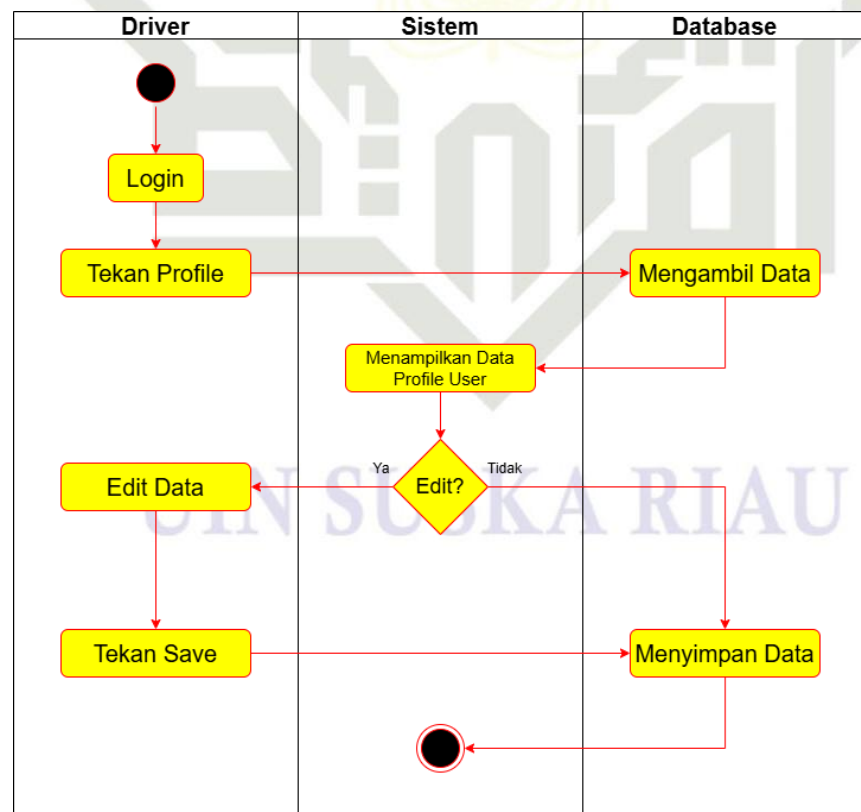 Driver
Sistem
Database
Login
Tekan Profile
Mengambil Data
Menampilkan Data
Profile User
Ya
Edit?
Tidak
Edit Data
UIN SUSKA RIAU
Tekan Save
Menyimpan Data